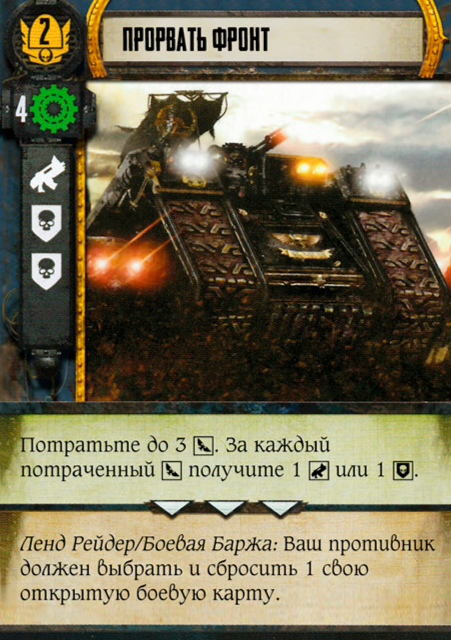 2
ПРОРВАТЬ ФРОНТ
4
Потратьте до 3 . За каждый
потраченный получите 1 или 1 .
Ленд Рейдер/Боевая Баржа: Ваш противник
должен выбрать и сбросить 1 свою
открытую боевую карту.